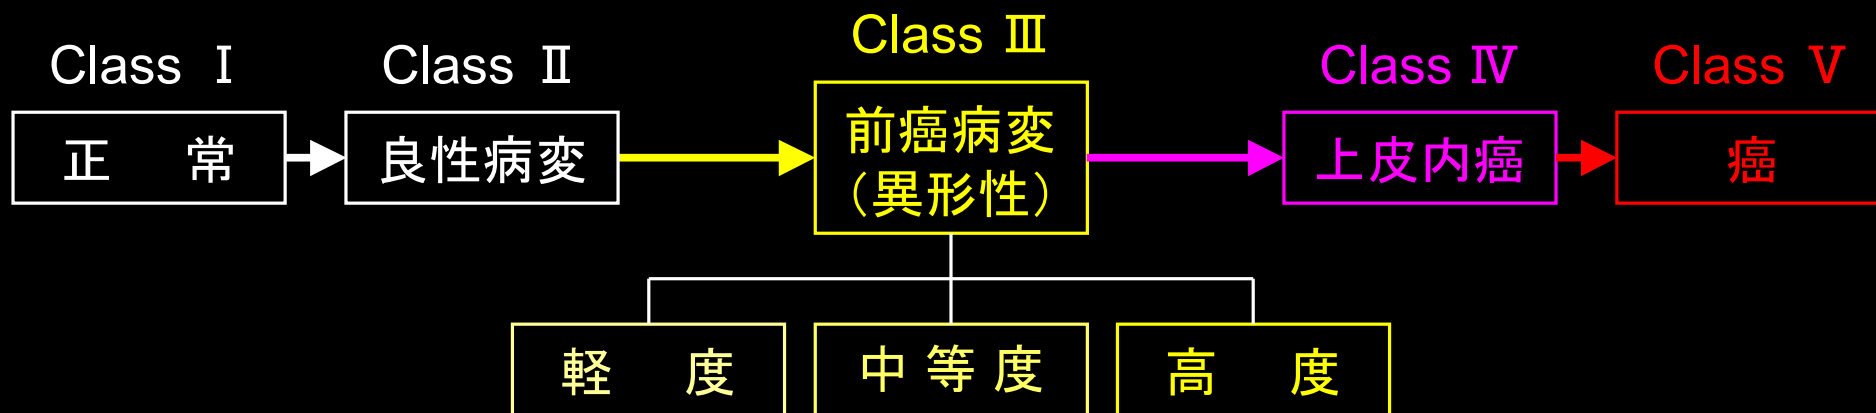 Class Ⅰ
正 常
Class Ⅱ
良性病変
Class Ⅲ
前癌病変
（異形性）
Class Ⅳ
上皮内癌
Class Ⅴ
癌
軽 度
中等度
高 度